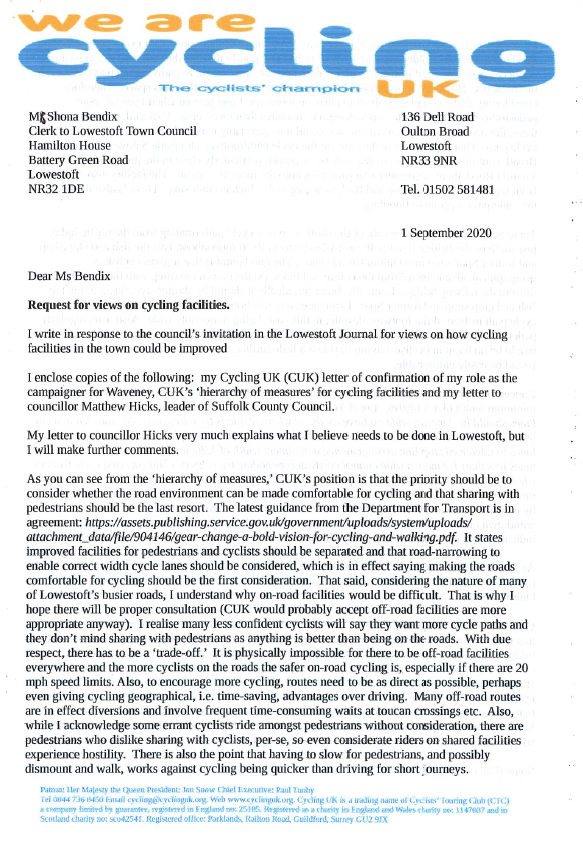 we are
cycling
The cyclists' champion UK
Ms Shona Bendix
Clerk to Lowestoft Town Council
Hamilton House
Battery Green Road
Lowestoft
NR32 1DE
136 Dell Road
Oulton Broad
Lowestoft
NR33 9NR
Tel. 01502 581481
1 September 2020
Dear Ms Bendix
Request for views on cycling facilities.
I write in response to the council's invitation in the Lowestoft Journal for views on how cycling
facilities in the town could be improved
I enclose copies of the following: my Cycling UK (CUK) letter of confirmation of my role as the
campaigner for Waveney, CUK's 'hierarchy of measures' for cycling facilities and my letter to
councillor Matthew Hicks, leader of Suffolk County Council.
My letter to councillor Hicks very much explains what I believe needs to be done in Lowestoft, but
I will make further comments.
As you can see from the 'hierarchy of measures,' CUK's position is that the priority should be to
consider whether the road environment can be made comfortable for cycling and that sharing with
pedestrians should be the last resort. The latest guidance from the Department for Transport is in
agreement: https://assets.publishing.service.gov.uk/government/uploads/system/uploads/
attachment_data/file/904146/gear-change-a-bold-vision-for-cycling-and-walking.pdf. It states
improved facilities for pedestrians and cyclists should be separated and that road-narrowing to
enable correct width cycle lanes should be considered, which is in effect saying making the roads
comfortable for cycling should be the first consideration. That said, considering the nature of many
of Lowestoft's busier roads, I understand why on-road facilities would be difficult. That is why I
hope there will be proper consultation (CUK would probably accept off-road facilities are more
appropriate anyway). I realise many less confident cyclists will say they want more cycle paths and
they don't mind sharing with pedestrians as anything is better than being on the roads. With due
respect, there has to be a 'trade-off.' It is physically impossible for there to be off-road facilities
everywhere and the more cyclists on the roads the safer on-road cycling is, especially if there are 20
mph speed limits. Also, to encourage more cycling, routes need to be as direct as possible, perhaps
even giving cycling geographical, i.e. time-saving, advantages over driving. Many off-road routes
are in effect diversions and involve frequent time-consuming waits at toucan crossings etc. Also,
while I acknowledge some errant cyclists ride amongst pedestrians without consideration, there are
pedestrians who dislike sharing with cyclists, per-se, so even considerate riders on shared facilities
experience hostility. There is also the point that having to slow for pedestrians, and possibly
dismount and walk, works against cycling being quicker than driving for short journeys.
Patron: Her Majesty the Queen President: Jon Snow Chief Executive: Paul Tuohy
Tel 0044 736 8450 Email cycling@cyclinguk.org. Web www.cyclinguk.org. Cycling UK is a trading name of Cyclists' Touring Club (CTC)
a company limited by guarantee, registered in England no: 25185. Registered as a charity in England and Wales charity no: 1147607 and in
Scotland charity no: sco42541. Registered office: Parklands, Railton Road, Guildford, Surrey GU2 9JX